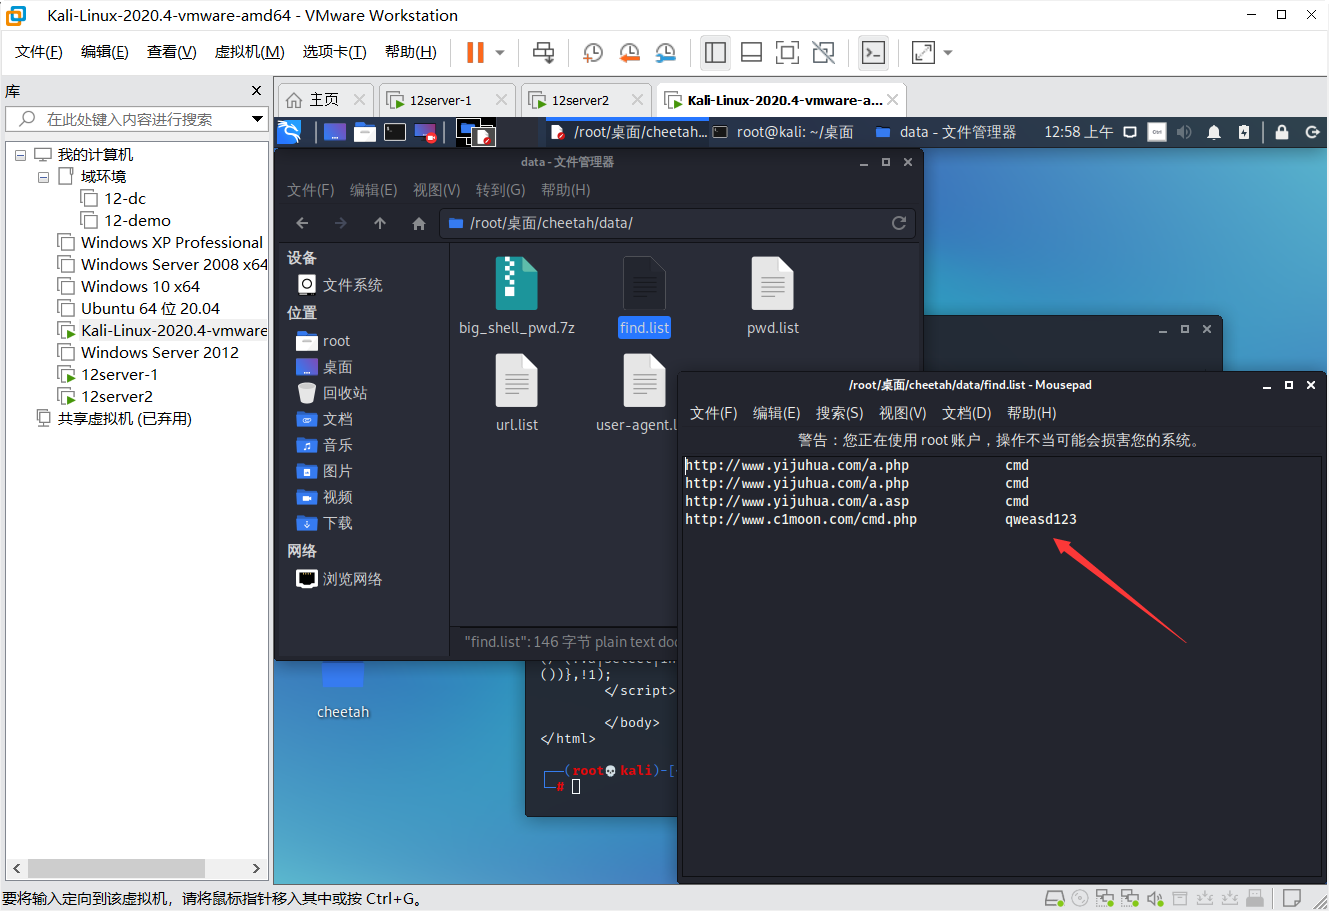 Kali-Linux-2020.4-vmware-amd64 - VMware Workstation
文件(F) 编辑(E) 查看(V) 虚拟机(M) 选项卡(T) 帮助(H)
库
在此处键入内容进行搜索
我的计算机
域环境
12-dc
12-demo
Windows XP Professional
Windows Server 2008 x64
Windows 10 x64
Ubuntu 64 位 20.04
Kali-Linux-2020.4-vmware
Windows Server 2012
12server-1
12server2
共享虚拟机 (已弃用)
主页 12server-1 12server2 Kali-Linux-2020.4-vmware-a...
/root/桌面/cheetah... root@kali: ~/桌面 data - 文件管理器 12:58 上午
data - 文件管理器
文件(F) 编辑(E) 视图(V) 转到(G) 帮助(H)
/root/桌面/cheetah/data/
设备
文件系统
位置
root
桌面
回收站
文档
音乐
图片
视频
下载
网络
浏览网络
big_shell_pwd.7z find.list pwd.list
url.list user-agent.l
"find.list": 146 字节 plain text doc
/root/桌面/cheetah/data/find.list - Mousepad
文件(F) 编辑(E) 搜索(S) 视图(V) 文档(D) 帮助(H)
警告：您正在使用 root 账户，操作不当可能会损害您的系统。
http://www.yijuhua.com/a.php cmd
http://www.yijuhua.com/a.php cmd
http://www.yijuhua.com/a.asp cmd
http://www.c1moon.com/cmd.php qweasd123
cheetah
())},!1);
</script>
</body>
</html>
(root💀kali)-[
#
要将输入定向到该虚拟机，请将鼠标指针移入其中或按 Ctrl+G。